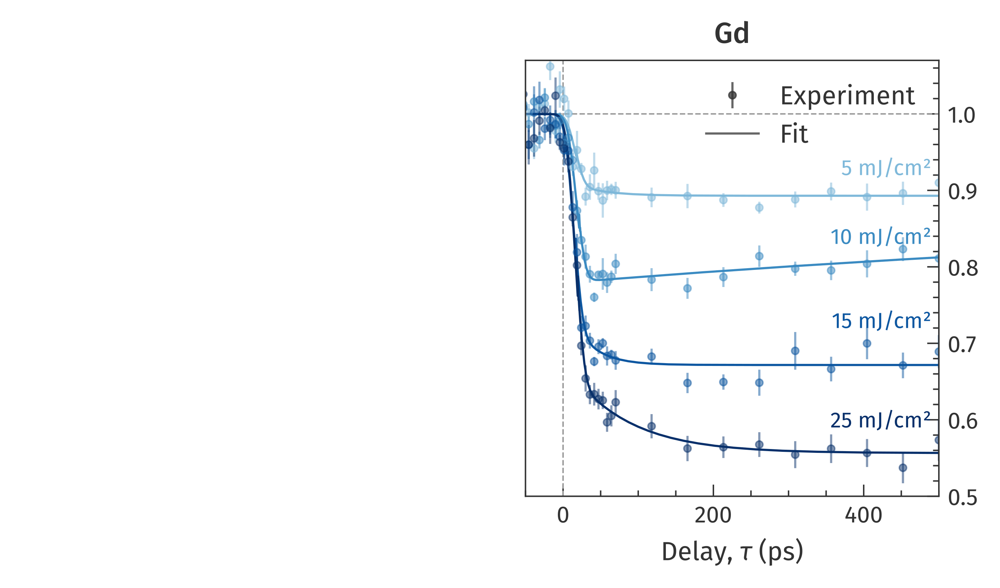 Gd
Experiment
Fit
5 mJ/cm²
10 mJ/cm²
15 mJ/cm²
25 mJ/cm²
1.0
0.9
0.8
0.7
0.6
0.5
0 200 400
Delay, τ (ps)